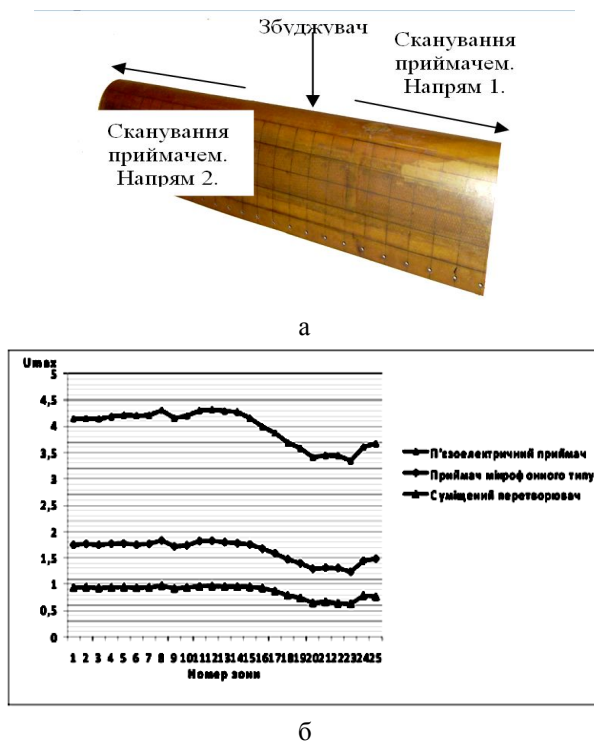 Збуджувач
Сканування
приймачем.
Напрям 1.
Сканування
приймачем.
Напрям 2.
а
Umax
5
4,5
4
3,5
3
2,5
2
1,5
1
0,5
0
1 2 3 4 5 6 7 8 9 10 11 12 13 14 15 16 17 18 19 20 21 22 23 24 25
Номер зони
П'єзоелектричний приймач
Приймач мікрофонного типу
Суміщений перетворювач
б